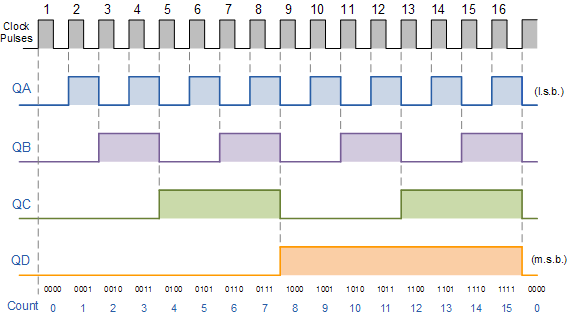 1 2 3 4 5 6 7 8 9 10 11 12 13 14 15 16
Clock
Pulses
QA (l.s.b.)
QB
QC
QD (m.s.b.)
0000 0001 0010 0011 0100 0101 0110 0111 1000 1001 1010 1011 1100 1101 1110 1111 0000
Count 0 1 2 3 4 5 6 7 8 9 10 11 12 13 14 15 0